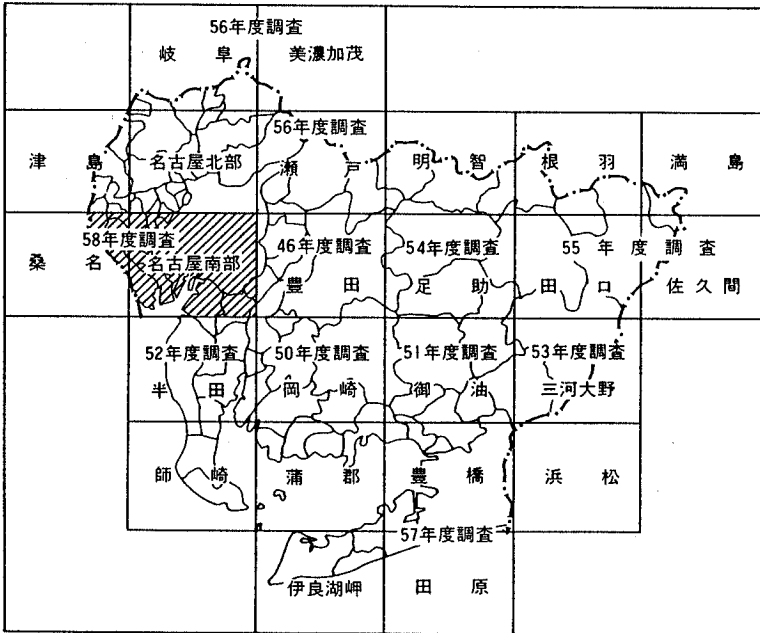 56年度調査
岐阜 美濃加茂
56年度調査
津島 名古屋北部 瀬戸 明智 根羽 満島
58年度調査 46年度調査 54年度調査 55年度調査
桑名 名古屋南部 豊田 足助 田口 佐久間
52年度調査 50年度調査 51年度調査 53年度調査
半田 岡崎 御油 三河大野
師崎 蒲郡 豊橋 浜松
57年度調査
伊良湖岬 田原